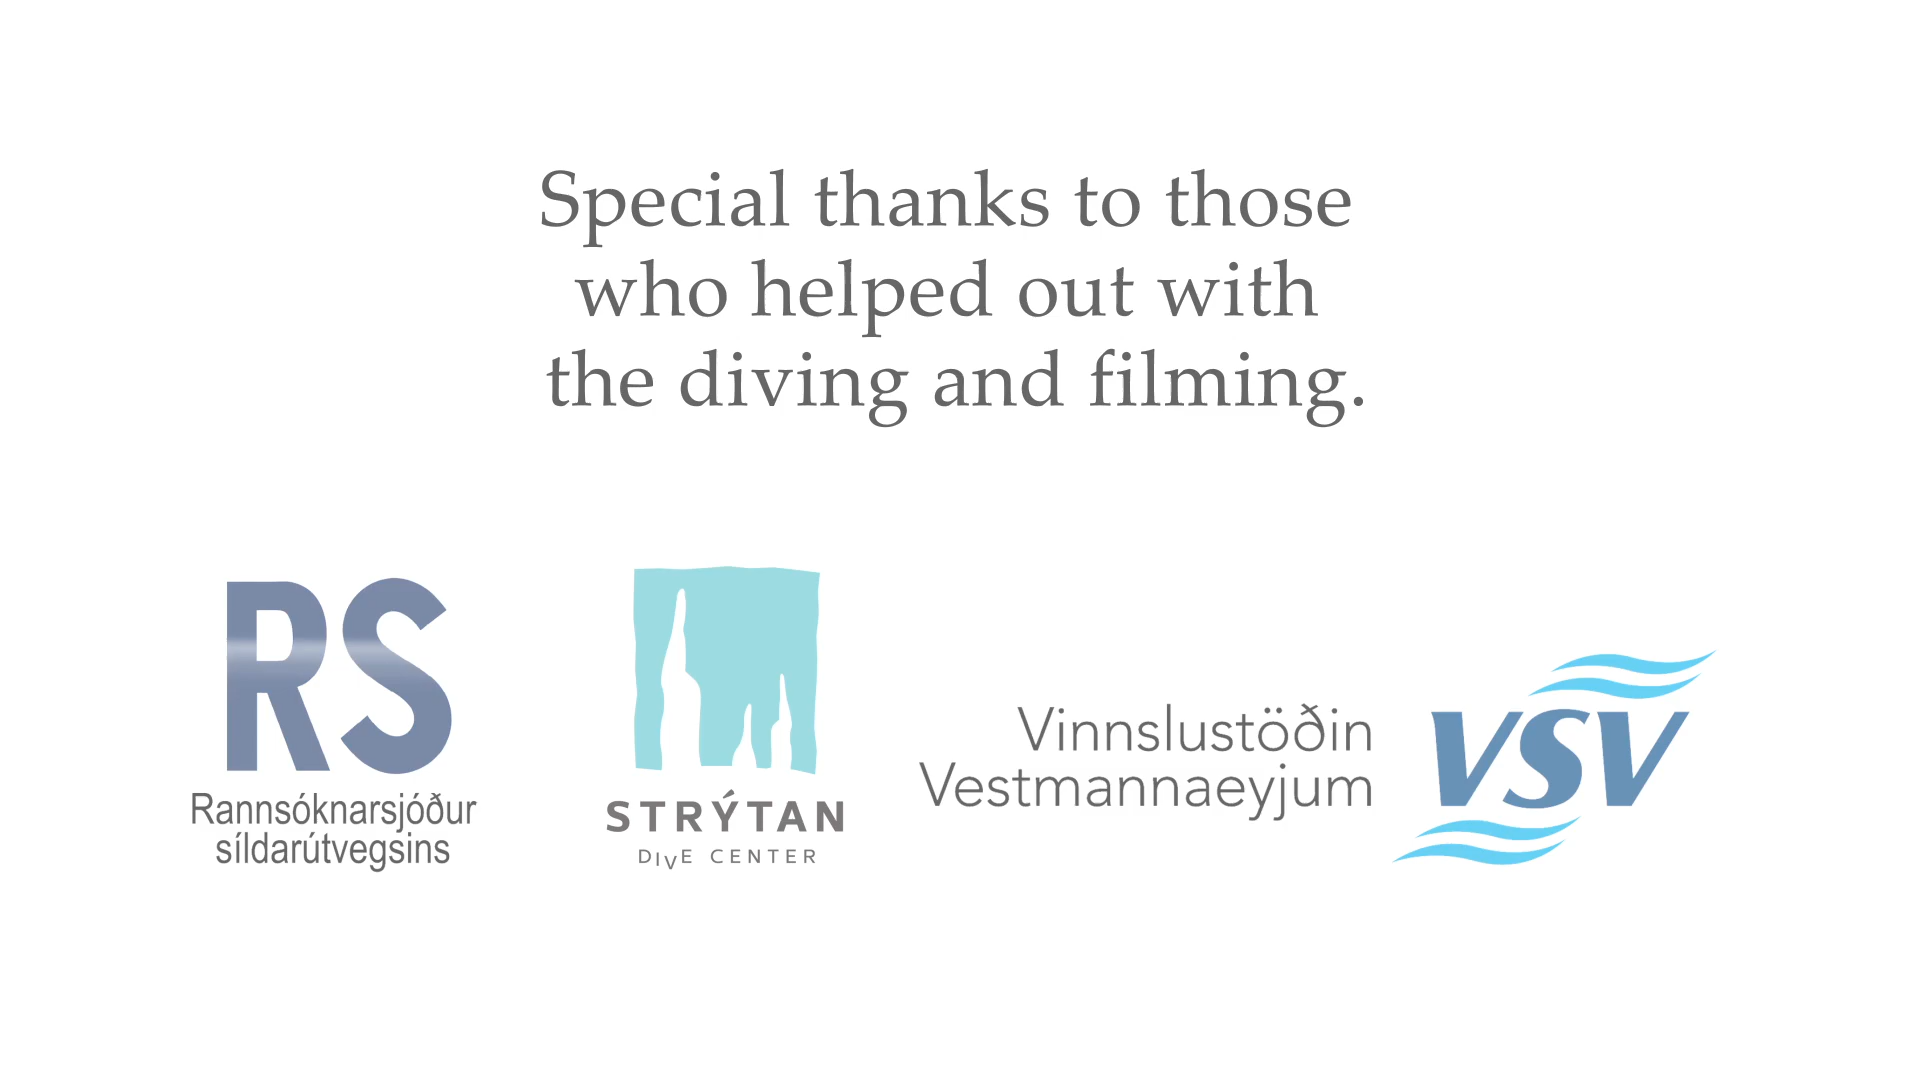 Special thanks to those
who helped out with
the diving and filming.
RS
Rannsóknarsjóður
síldarútvegsins
STRÝTAN
DIVE CENTER
Vinnslustöðin
Vestmannaeyjum
VSV